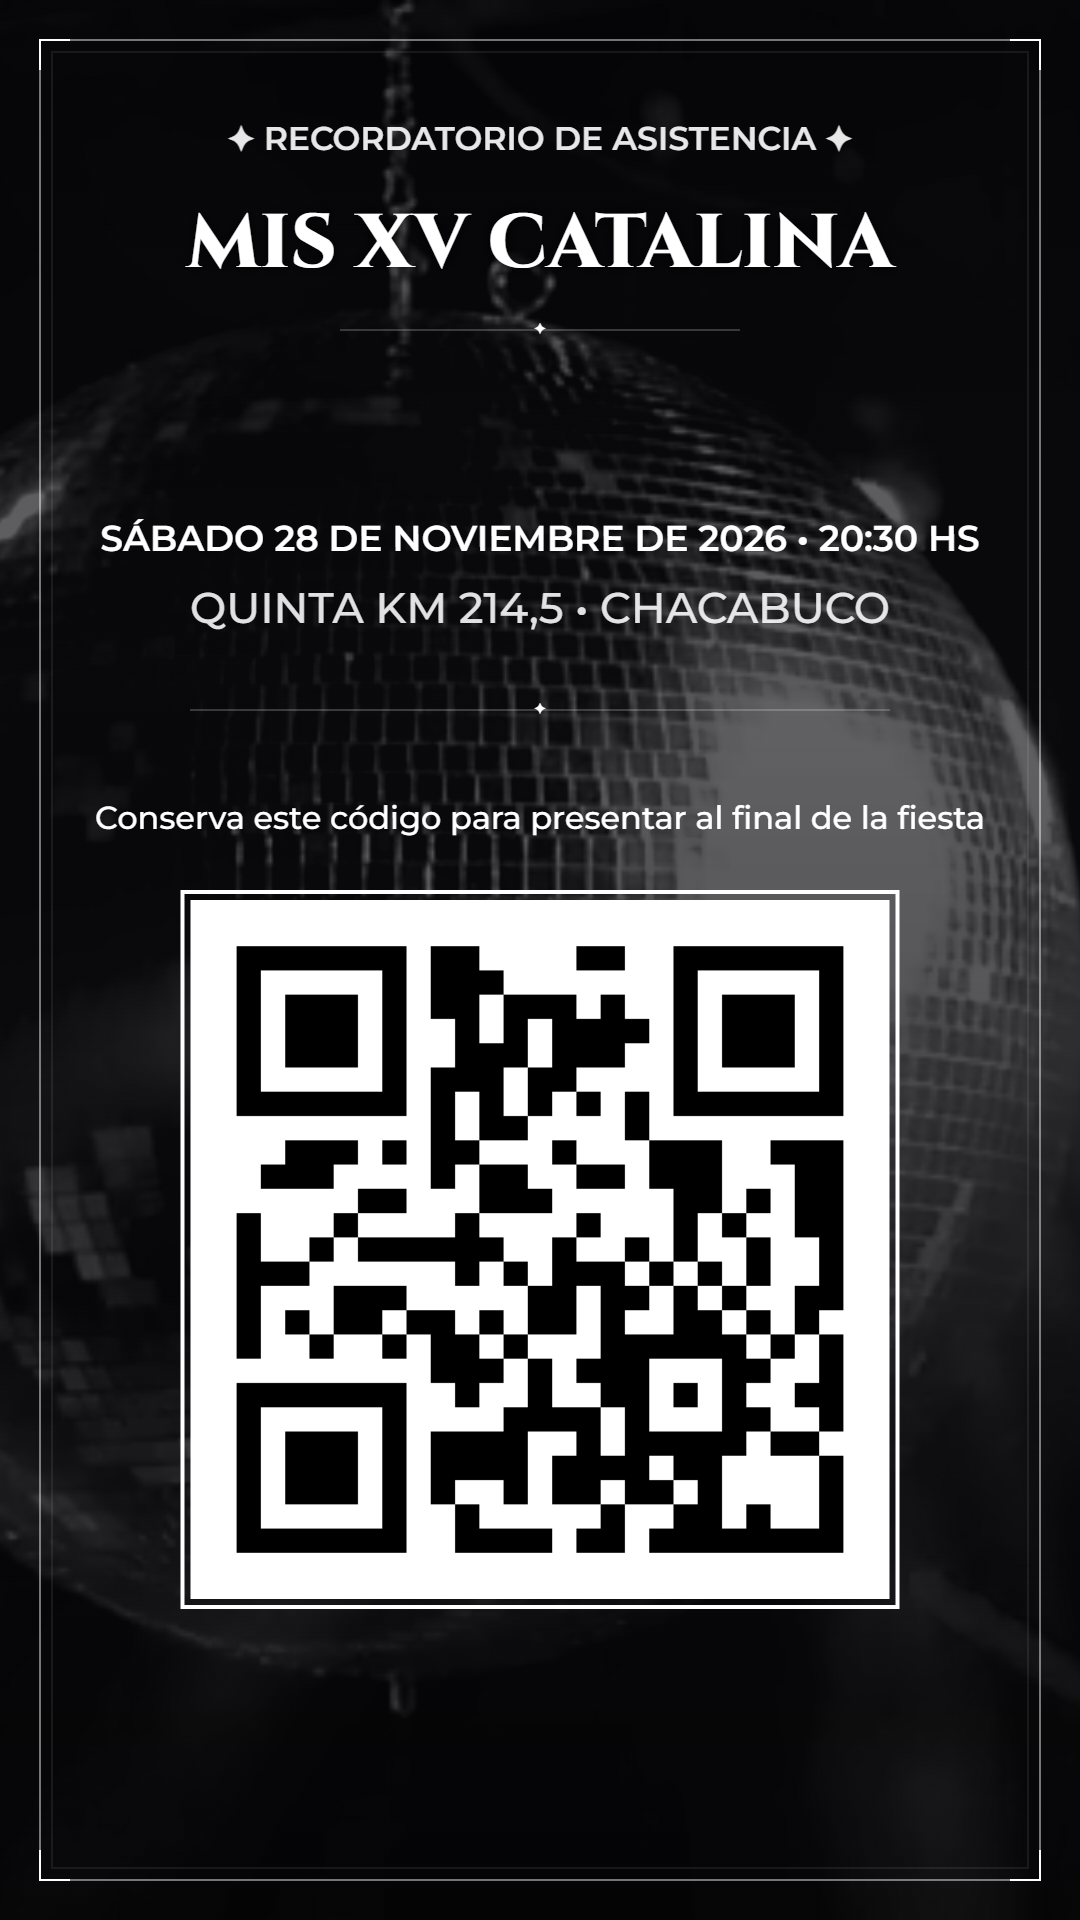 ✦ RECORDATORIO DE ASISTENCIA ✦
MIS XV CATALINA
SÁBADO 28 DE NOVIEMBRE DE 2026 • 20:30 HS
QUINTA KM 214,5 • CHACABUCO
Conserva este código para presentar al final de la fiesta